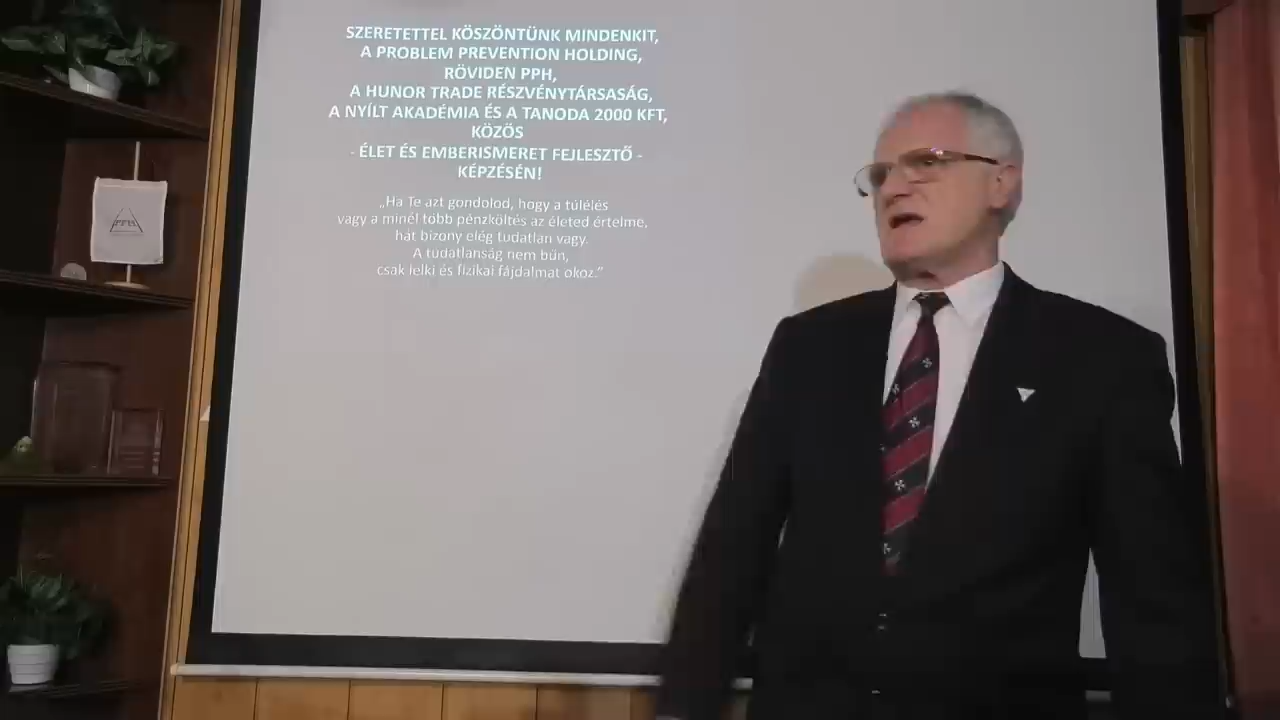 SZERETETTEL KÖSZÖNTÜNK MINDENKIT,
A PROBLEM PREVENTION HOLDING,
RÖVIDEN PPH,
A HUNOR TRADE RÉSZVÉNYTÁRSASÁG,
A NYÍLT AKADÉMIA ÉS A TANODA 2000 KFT,
KÖZÖS
- ÉLET ÉS EMBERISMERET FEJLESZTŐ -
KÉPZÉSÉN!
„Ha Te azt gondolod, hogy a túlélés
vagy a minél több pénzköltés az életed értelme,
hát bizony elég tudatlan vagy.
A tudatlanság nem bűn,
csak lelki és fizikai fájdalmat okoz.”